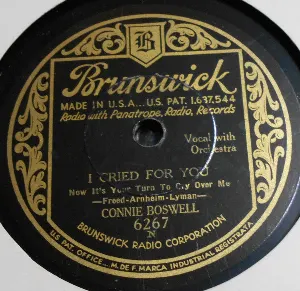 B
Brunswick
MADE IN U.S.A. U.S. PAT. 1,637,544
Radio with Panatrope, Radio, Records
Vocal with
Orchestra
I CRIED FOR YOU
Now It's Your Turn To Cry Over Me
—Freed-Arnheim-Lyman—
CONNIE BOSWELL
6267
N
BRUNSWICK RADIO CORPORATION
U.S. PAT. OFF. M. DE F. MARCA INDUSTRIAL REGISTRATA